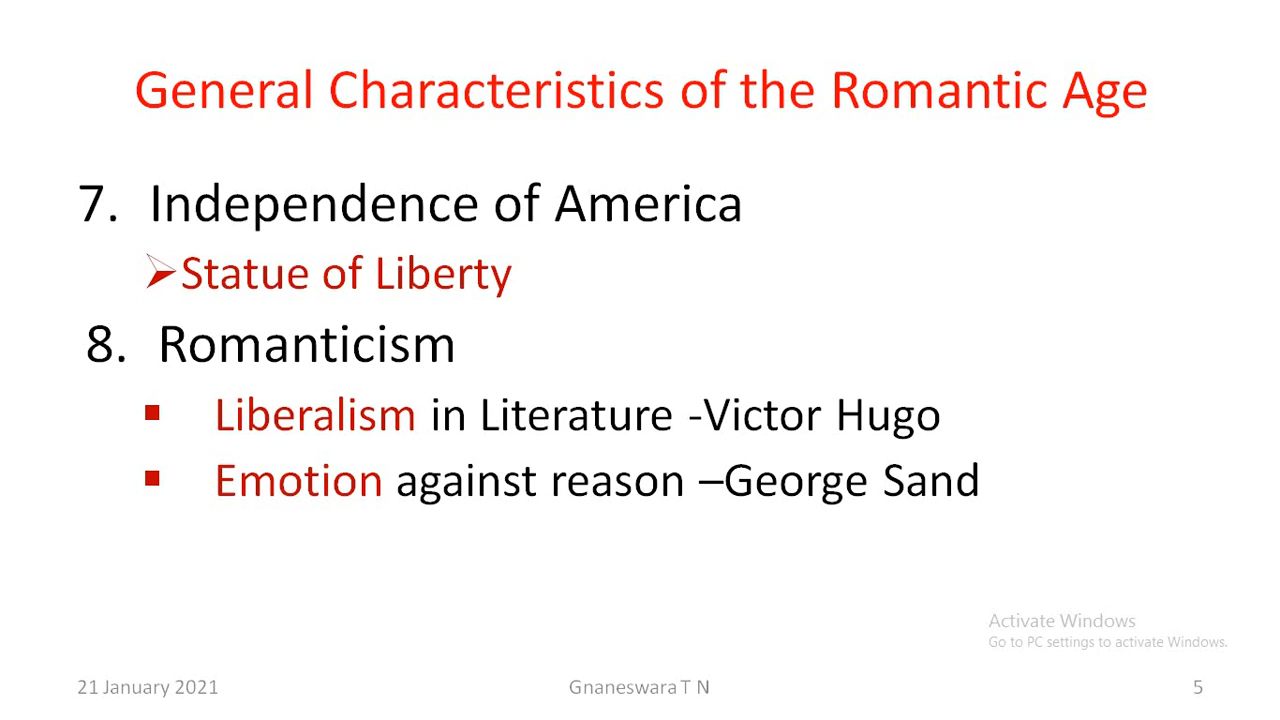 General Characteristics of the Romantic Age
7. Independence of America
Statue of Liberty
8. Romanticism
Liberalism in Literature -Victor Hugo
Emotion against reason –George Sand
Activate Windows
Go to PC settings to activate Windows.
21 January 2021
Gnaneswara T N
5